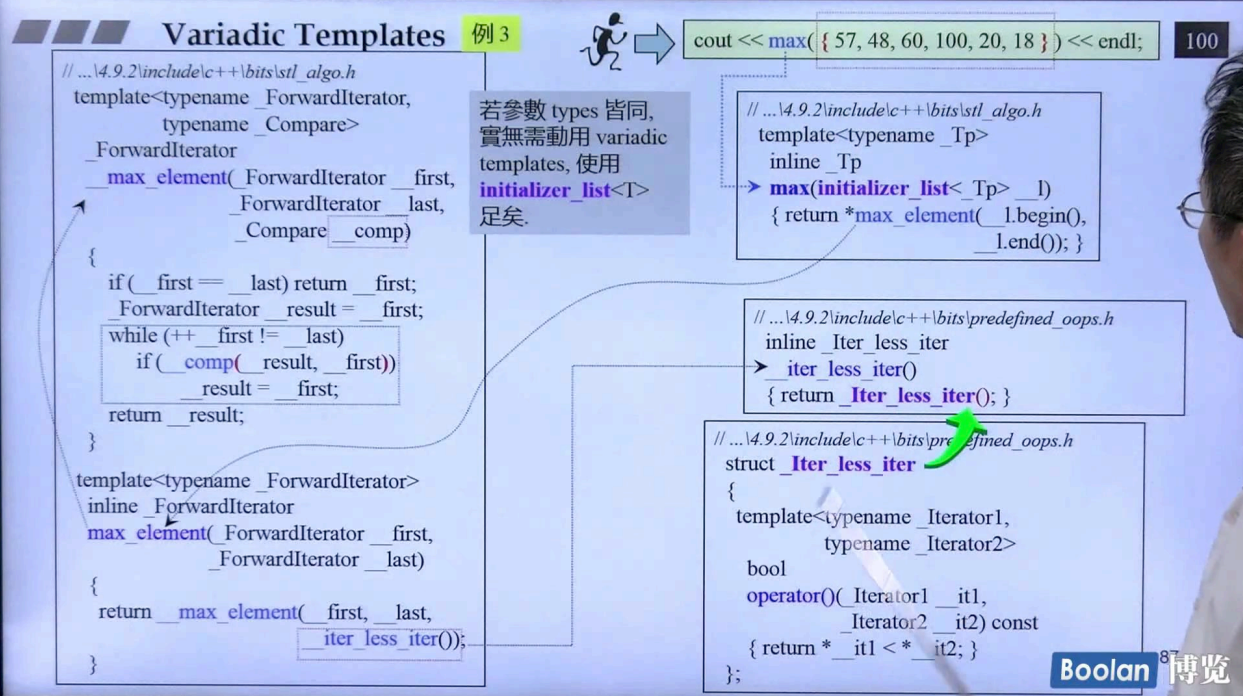 Variadic Templates 例 3
cout << max( { 57, 48, 60, 100, 20, 18 } ) << endl;
100
// ...\4.9.2\include\c++\bits\stl_algo.h
template<typename _ForwardIterator,
typename _Compare>
_ForwardIterator
__max_element(_ForwardIterator __first,
_ForwardIterator __last,
_Compare __comp)
{
if (__first == __last) return __first;
_ForwardIterator __result = __first;
while (++__first != __last)
if (__comp(__result, __first))
__result = __first;
return __result;
}
template<typename _ForwardIterator>
inline _ForwardIterator
max_element(_ForwardIterator __first,
_ForwardIterator __last)
{
return __max_element(__first, __last,
__iter_less_iter());
}
若參數 types 皆同,
實無需動用 variadic
templates, 使用
initializer_list<T>
足矣.
// ...\4.9.2\include\c++\bits\stl_algo.h
template<typename _Tp>
inline _Tp
max(initializer_list<_Tp> __l)
{ return *max_element(__l.begin(),
__l.end()); }
// ...\4.9.2\include\c++\bits\predefined_oops.h
inline _Iter_less_iter
__iter_less_iter()
{ return _Iter_less_iter(); }
// ...\4.9.2\include\c++\bits\predefined_oops.h
struct _Iter_less_iter
{
template<typename _Iterator1,
typename _Iterator2>
bool
operator()(_Iterator1 __it1,
_Iterator2 __it2) const
{ return *__it1 < *__it2; }
};
87
Boolan 博览